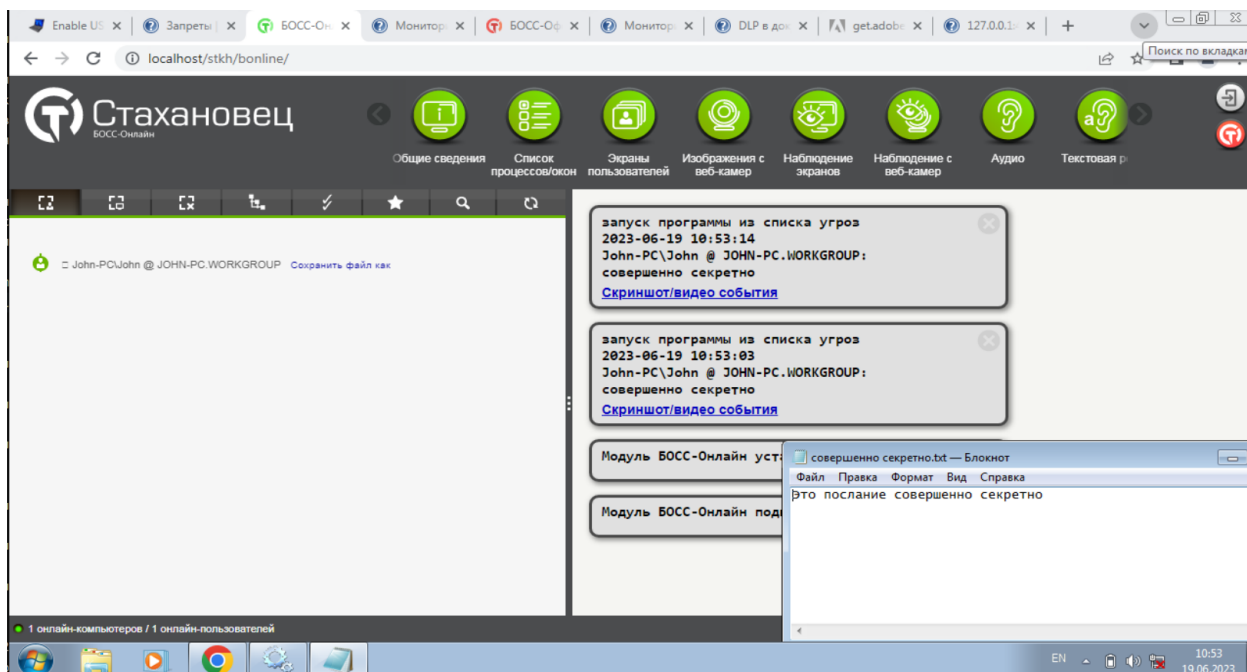 Enable US
Запреты |
БОСС-Он
Монитор
БОСС-Оф
Монитор
DLP в до
get.adobe
127.0.0.1:
localhost/stkh/bonline/
Поиск по вкладкам
Стахановец
БОСС-Онлайн
Общие сведения
Список
процессов/окон
Экраны
пользователей
Изображения с
веб-камер
Наблюдение
экранов
Наблюдение с
веб-камер
Аудио
Текстовая р
John-PC\John @ JOHN-PC.WORKGROUP Сохранить файл как
запуск программы из списка угроз
2023-06-19 10:53:14
John-PC\John @ JOHN-PC.WORKGROUP:
совершенно секретно
Скриншот/видео события
запуск программы из списка угроз
2023-06-19 10:53:03
John-PC\John @ JOHN-PC.WORKGROUP:
совершенно секретно
Скриншот/видео события
Модуль БОСС-Онлайн уст
Модуль БОСС-Онлайн под
совершенно секретно.txt — Блокнот
Файл Правка Формат Вид Справка
Это послание совершенно секретно
1 онлайн-компьютеров / 1 онлайн-пользователей
EN
10:53
19.06.2023